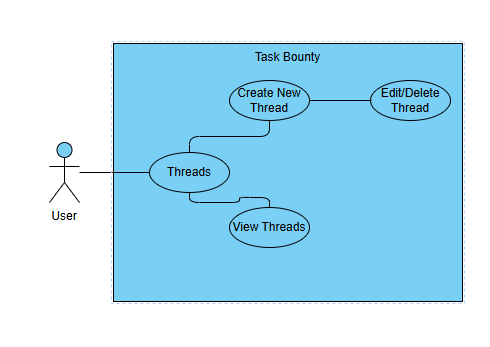 Task Bounty
Create New
Thread
Edit/Delete
Thread
Threads
User
View Threads